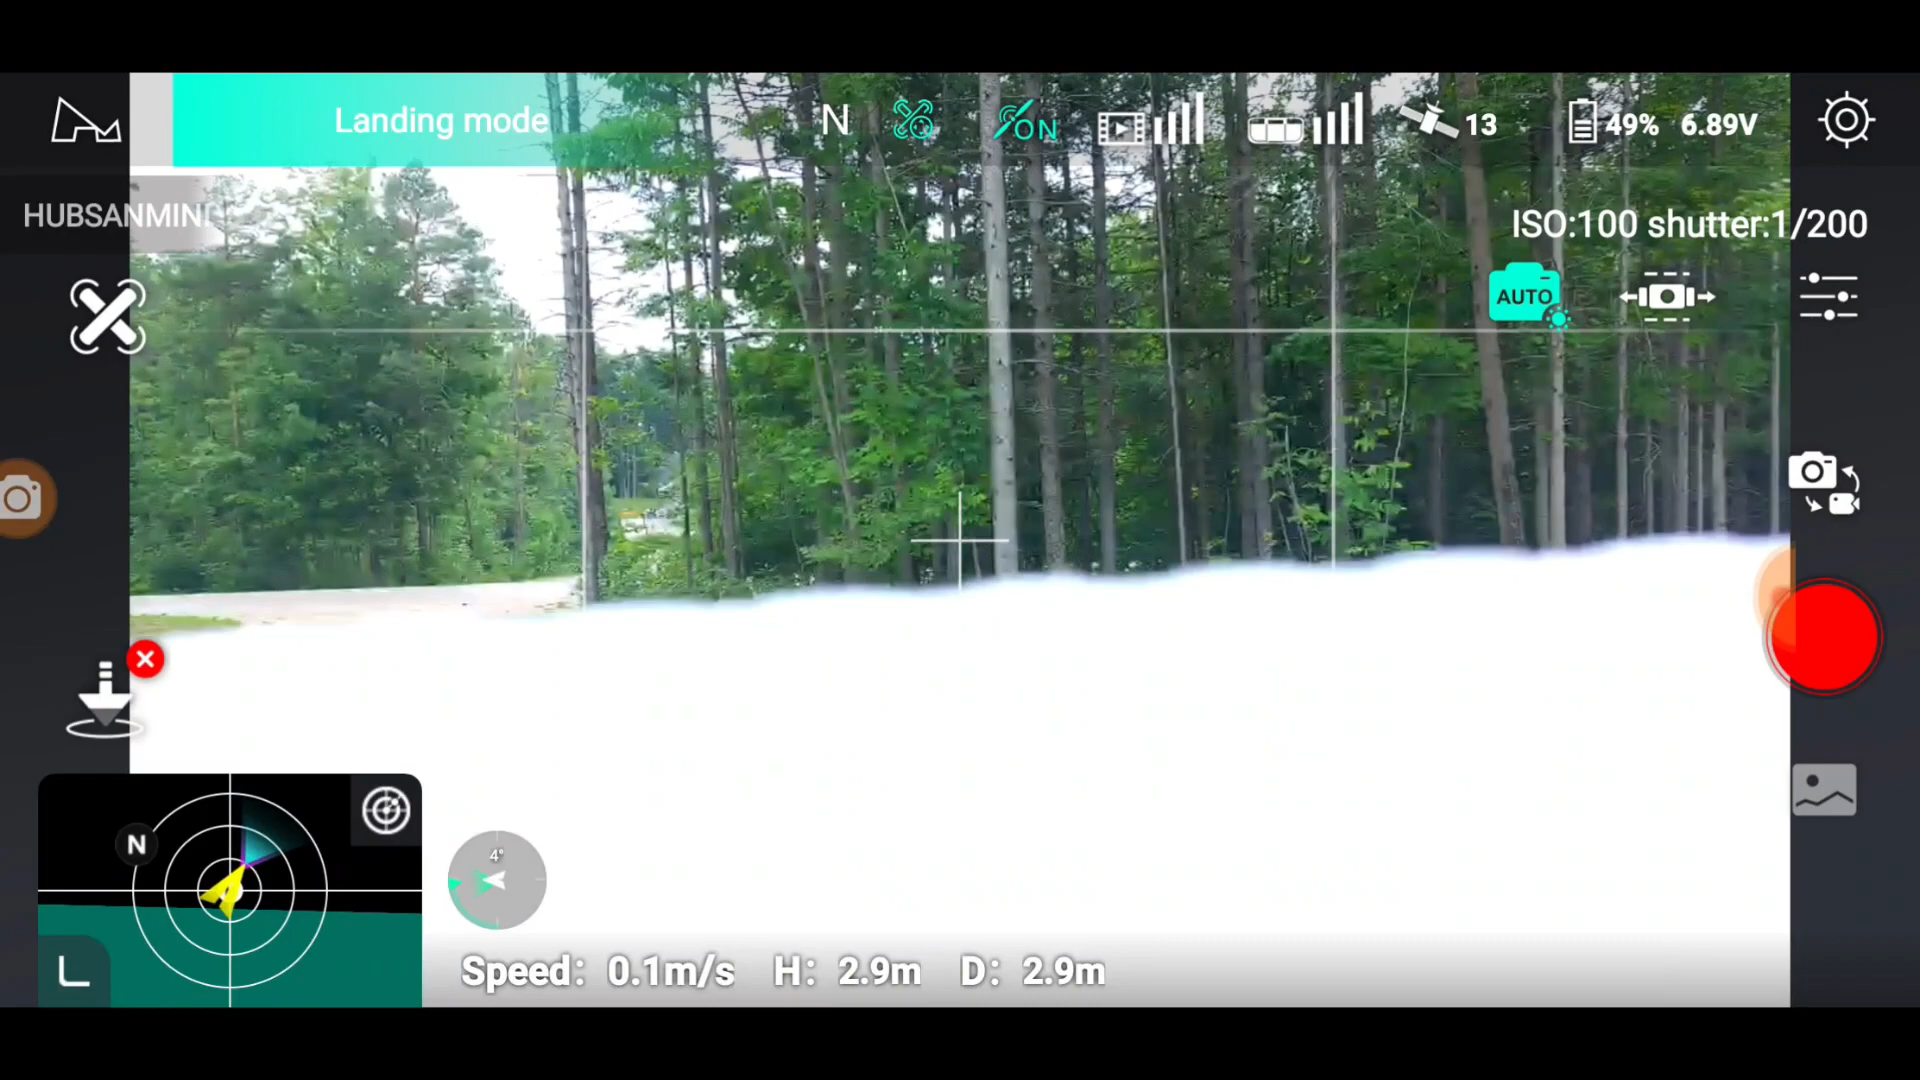 Landing mode
N
ON
13
49%
6.89V
HUBSANMINI
ISO:100 shutter:1/200
AUTO
N
4°
Speed: 0.1m/s H: 2.9m D: 2.9m